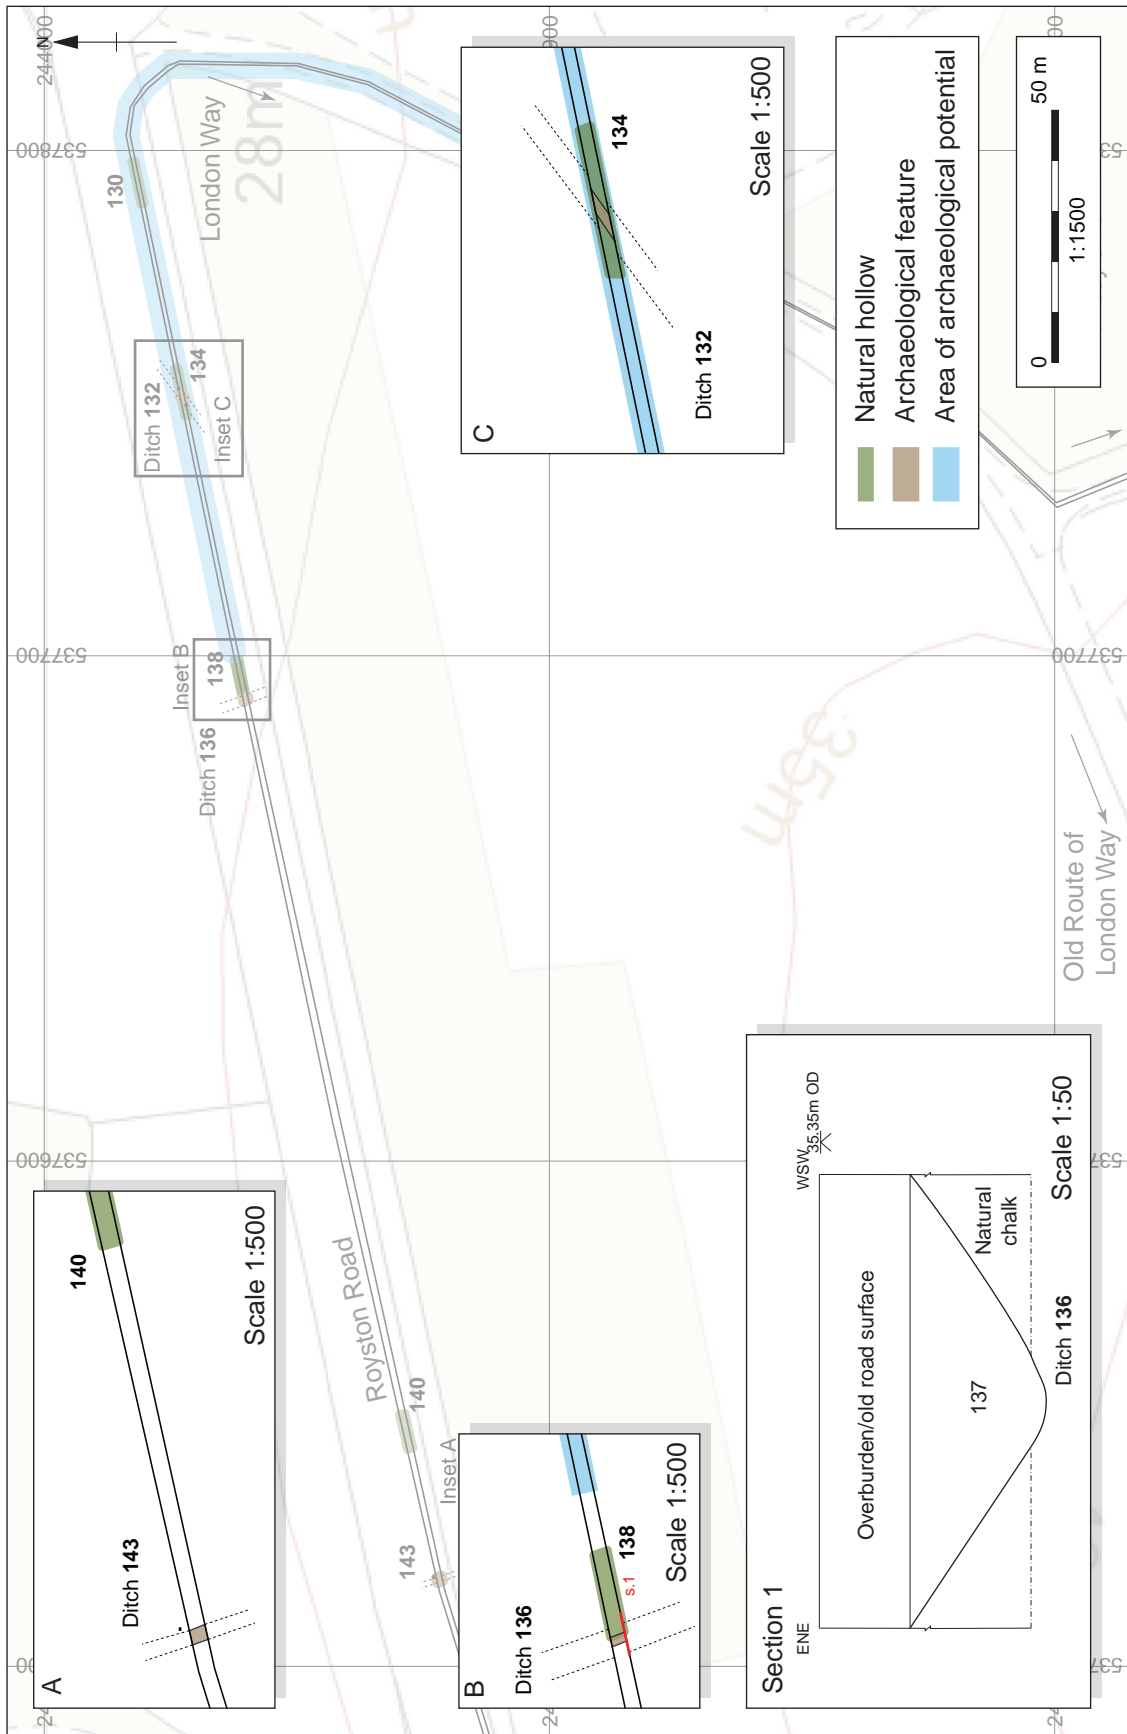 244000
N
53
537800
537700
537600
London Way
28m
130
134
Ditch 132
Inset C
Inset B
138
Ditch 136
Royston Road
140
Inset A
143
35m
Old Route of
London Way
A
140
Ditch 143
Scale 1:500
B
Ditch 136
138
s.1
Scale 1:500
C
134
Ditch 132
Scale 1:500
Section 1
ENE
WSW
35.35m OD
Overburden/old road surface
137
Natural
chalk
Ditch 136
Scale 1:50
Natural hollow
Archaeological feature
Area of archaeological potential
0
50 m
1:1500
537700